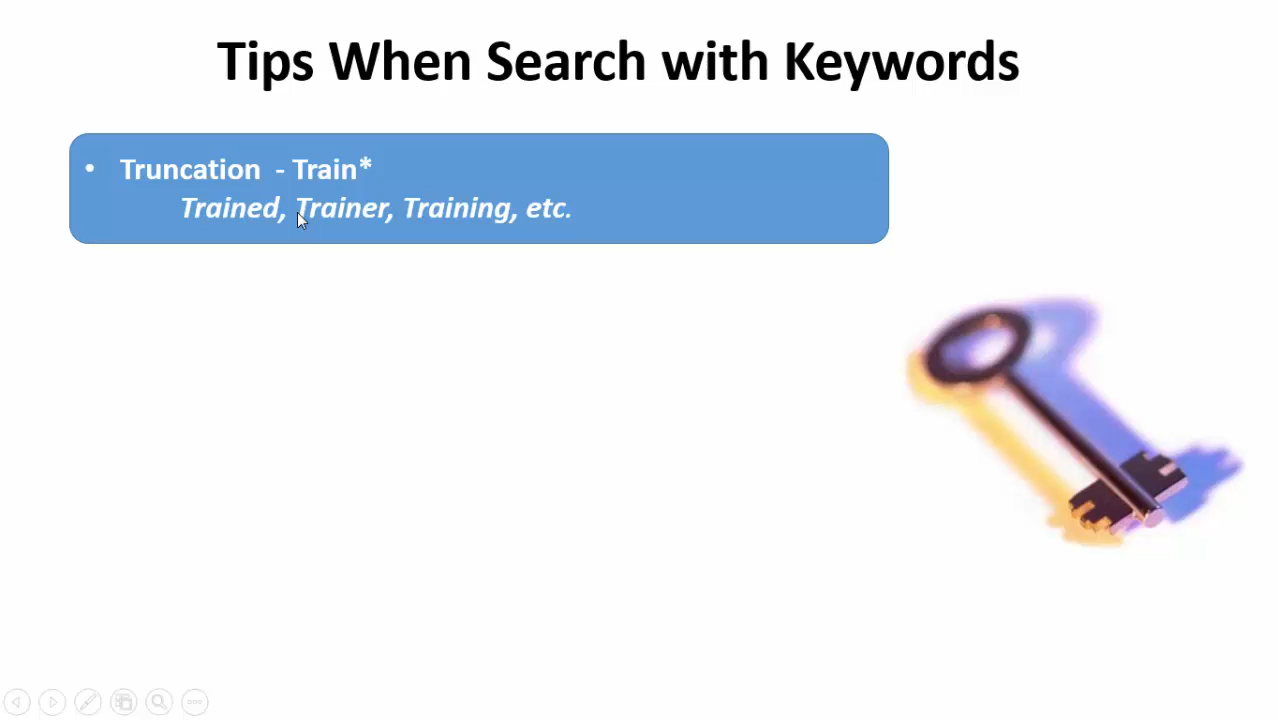 Tips When Search with Keywords
• Truncation - Train*
Trained, Trainer, Training, etc.